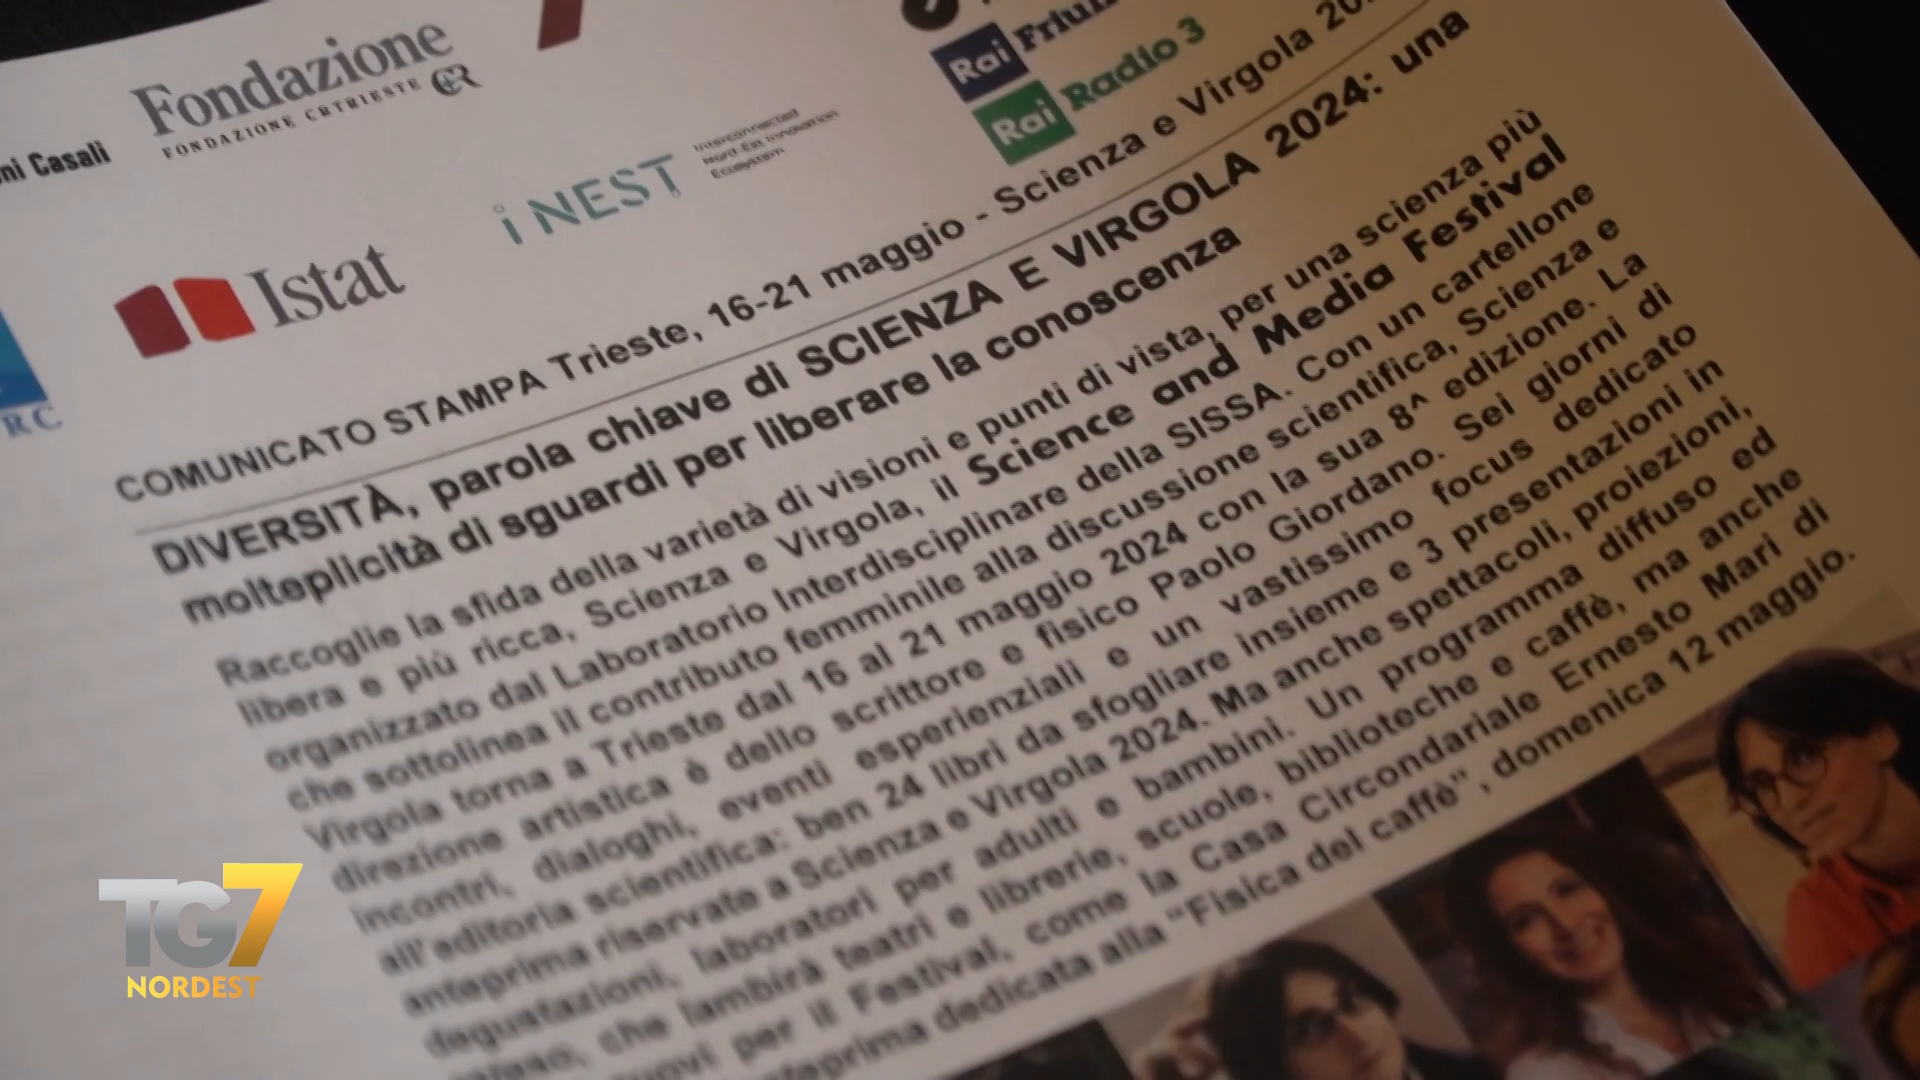 Fondazione
FONDAZIONE CRTRIESTE
ni Casali
Rai Friul
Rai Radio 3
i NEST
Interconnected
Nord-Est Innovation
Ecosystem
Istat
R C
COMUNICATO STAMPA Trieste, 16-21 maggio - Scienza e Virgola 20
DIVERSITÀ, parola chiave di SCIENZA E VIRGOLA 2024: una
molteplicità di sguardi per liberare la conoscenza
Raccoglie la sfida della varietà di visioni e punti di vista, per una scienza più
libera e più ricca, Scienza e Virgola, il Science and Media Festival
organizzato dal Laboratorio Interdisciplinare della SISSA. Con un cartellone
che sottolinea il contributo femminile alla discussione scientifica, Scienza e
Virgola torna a Trieste dal 16 al 21 maggio 2024 con la sua 8^ edizione. La
direzione artistica è dello scrittore e fisico Paolo Giordano. Sei giorni di
incontri, dialoghi, eventi esperienziali e un vastissimo focus dedicato
all'editoria scientifica: ben 24 libri da sfogliare insieme e 3 presentazioni in
anteprima riservate a Scienza e Virgola 2024. Ma anche spettacoli, proiezioni,
degustazioni, laboratori per adulti e bambini. Un programma diffuso ed
esteso, che lambirà teatri e librerie, scuole, biblioteche e caffè, ma anche
nuovi per il Festival, come la Casa Circondariale Ernesto Mari di
anteprima dedicata alla “Fisica del caffè”, domenica 12 maggio.
TG7
NORDEST